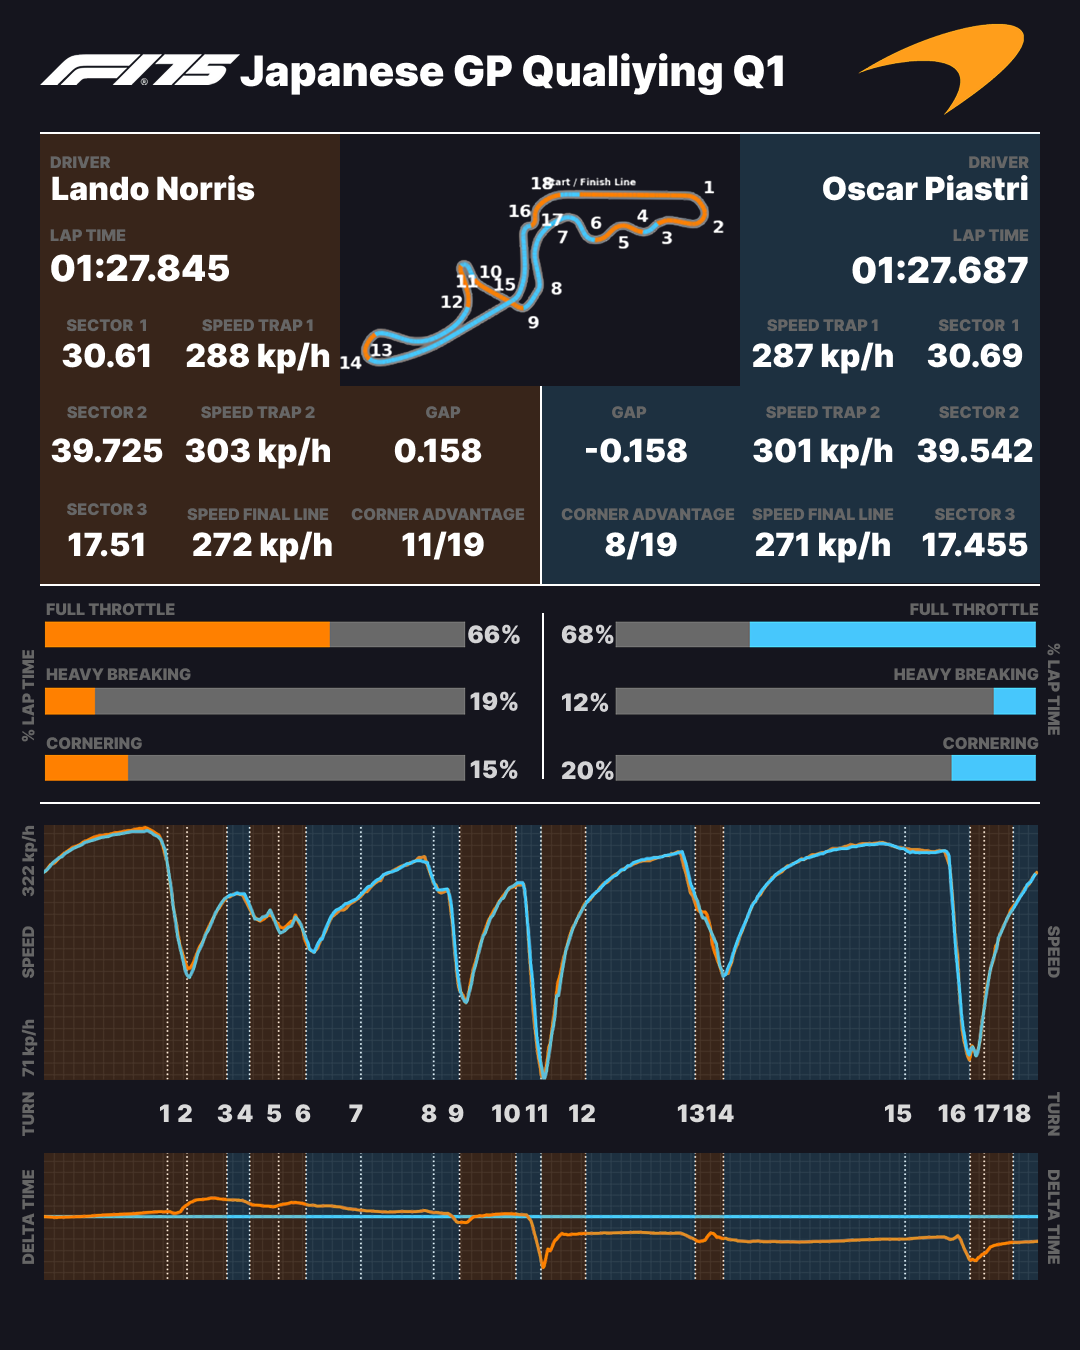 F1®75 Japanese GP Qualiying Q1
DRIVER
Lando Norris
LAP TIME
01:27.845
SECTOR 1 SPEED TRAP 1
30.61 288 kp/h
SECTOR 2 SPEED TRAP 2 GAP
39.725 303 kp/h 0.158
SECTOR 3 SPEED FINAL LINE CORNER ADVANTAGE
17.51 272 kp/h 11/19
18 Start / Finish Line 1
16 17 6 4 2
7 5 3
10
11 15 8
12
9
13
14
DRIVER
Oscar Piastri
LAP TIME
01:27.687
SPEED TRAP 1 SECTOR 1
287 kp/h 30.69
GAP SPEED TRAP 2 SECTOR 2
-0.158 301 kp/h 39.542
CORNER ADVANTAGE SPEED FINAL LINE SECTOR 3
8/19 271 kp/h 17.455
% LAP TIME
FULL THROTTLE
66%
HEAVY BREAKING
19%
CORNERING
15%
FULL THROTTLE
68%
HEAVY BREAKING
12%
CORNERING
20%
% LAP TIME
322 kp/h
SPEED
71 kp/h
SPEED
TURN
1 2 3 4 5 6 7 8 9 10 11 12 13 14 15 16 17 18
TURN
DELTA TIME
DELTA TIME